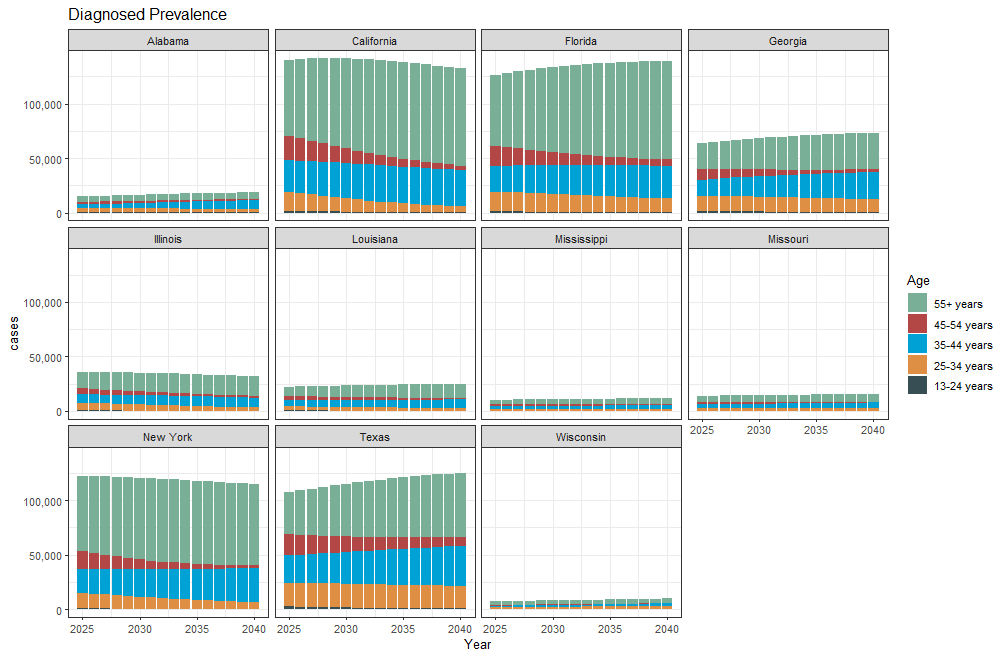 Diagnosed Prevalence
Alabama California Florida Georgia
100,000
50,000
0
Illinois Louisiana Mississippi Missouri
100,000
50,000
0
2025 2030 2035 2040
New York Texas Wisconsin
100,000
50,000
0
2025 2030 2035 2040 2025 2030 2035 2040 2025 2030 2035 2040
Year
cases
Age
55+ years
45-54 years
35-44 years
25-34 years
13-24 years